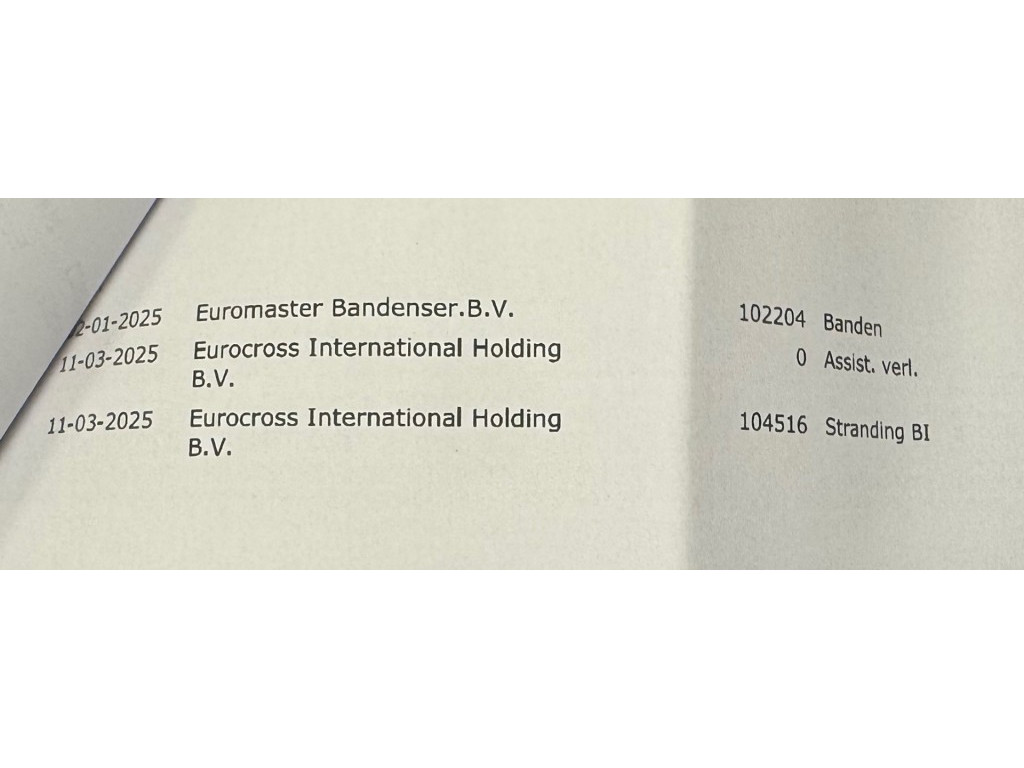 2-01-2025 Euromaster Bandenser.B.V. 102204 Banden
11-03-2025 Eurocross International Holding 0 Assist. verl.
B.V.
11-03-2025 Eurocross International Holding 104516 Stranding BI
B.V.